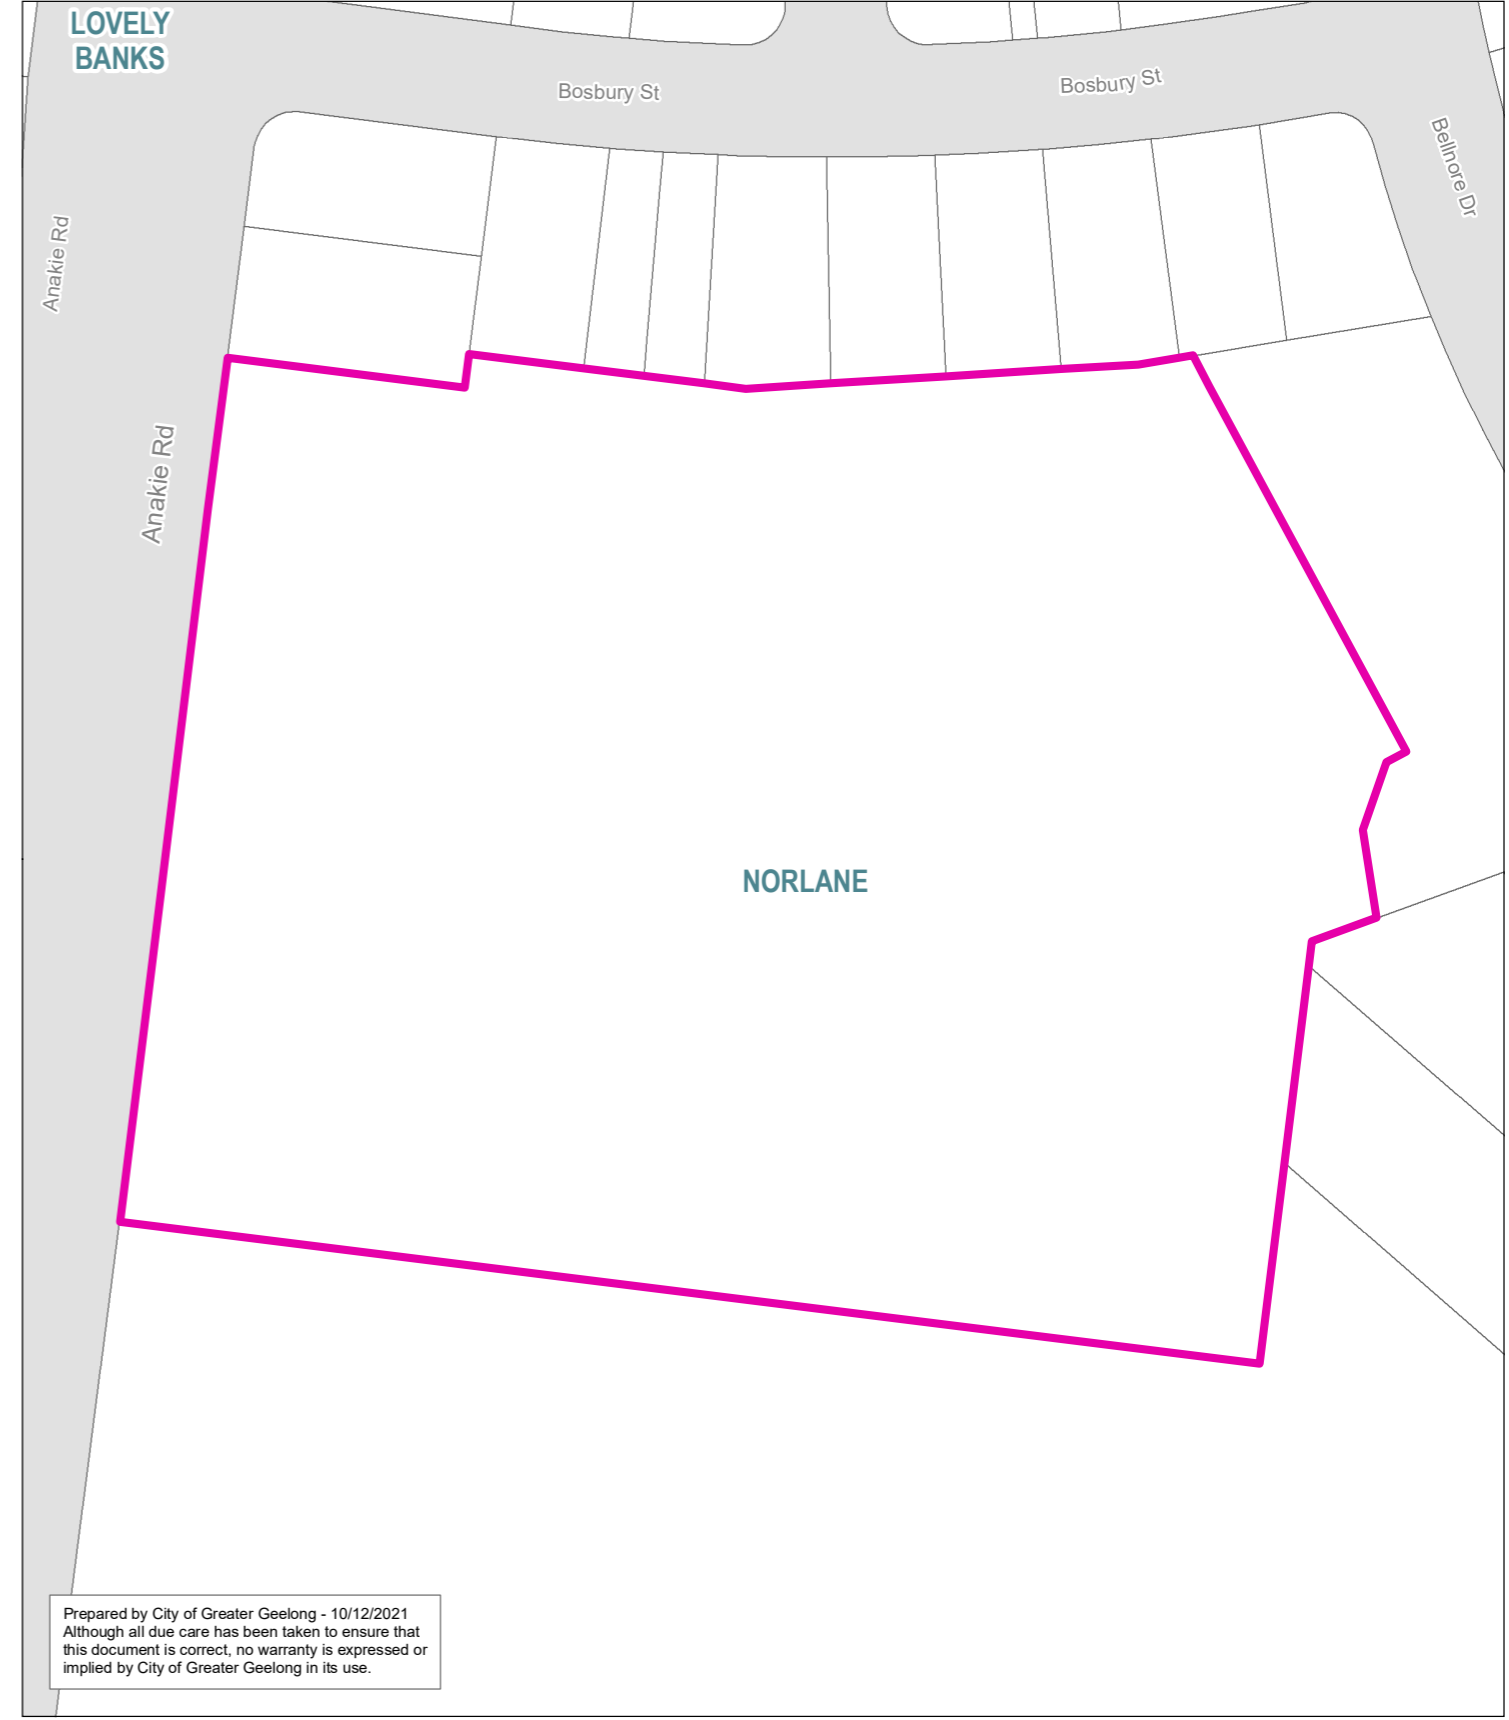 LOVELY
BANKS
Bosbury St
Bosbury St
Bellnore Dr
Anakie Rd
Anakie Rd
NORLANE
Prepared by City of Greater Geelong - 10/12/2021
Although all due care has been taken to ensure that
this document is correct, no warranty is expressed or
implied by City of Greater Geelong in its use.